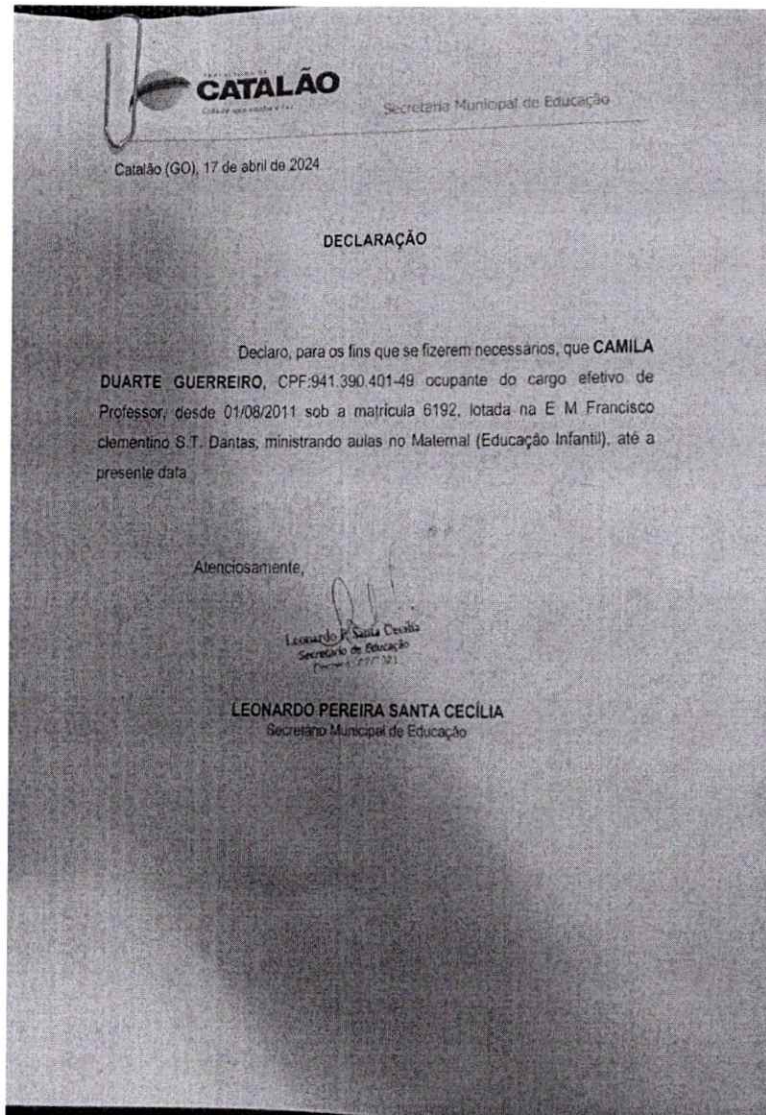 CATALÃO
Secretaria Municipal de Educação
Catalão (GO), 17 de abril de 2024
DECLARAÇÃO
Declaro, para os fins que se fizerem necessários, que CAMILA
DUARTE GUERREIRO, CPF:941.390.401-49 ocupante do cargo efetivo de
Professor, desde 01/08/2011 sob a matrícula 6192, lotada na E M Francisco
clementino S.T. Dantas, ministrando aulas no Maternal (Educação Infantil), até a
presente data
Atenciosamente,
Leonardo P. Santa Cecília
Secretário de Educação
LEONARDO PEREIRA SANTA CECÍLIA
Secretário Municipal de Educação